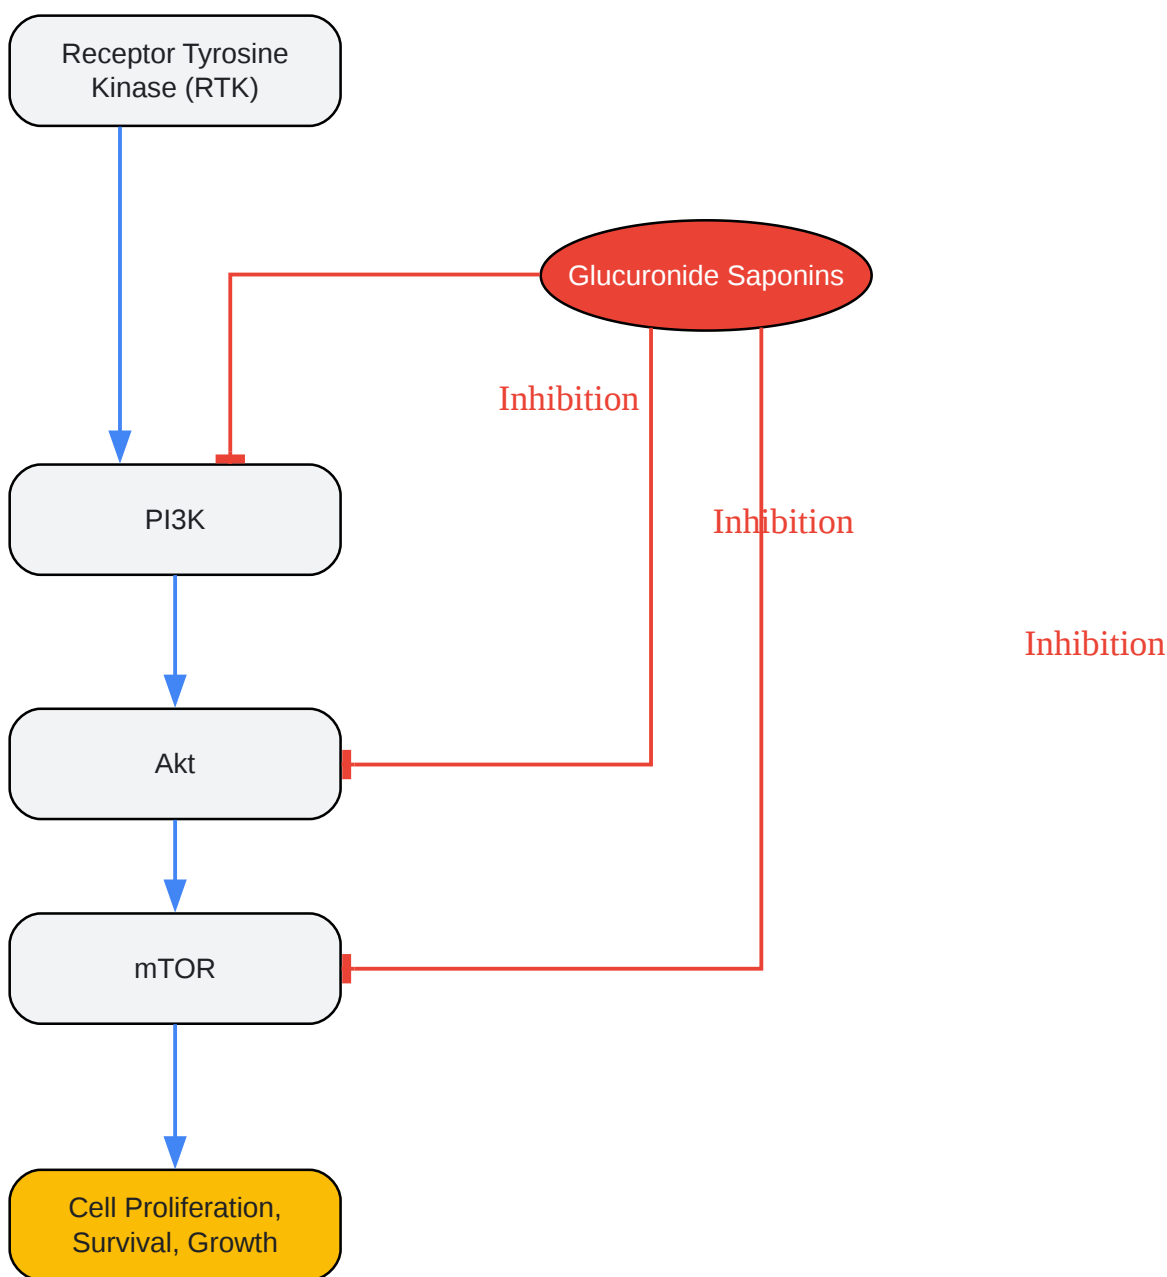 Receptor Tyrosine
Kinase (RTK)
Glucuronide Saponins
Inhibition
Inhibition
PI3K
Inhibition
Akt
mTOR
Cell Proliferation,
Survival, Growth